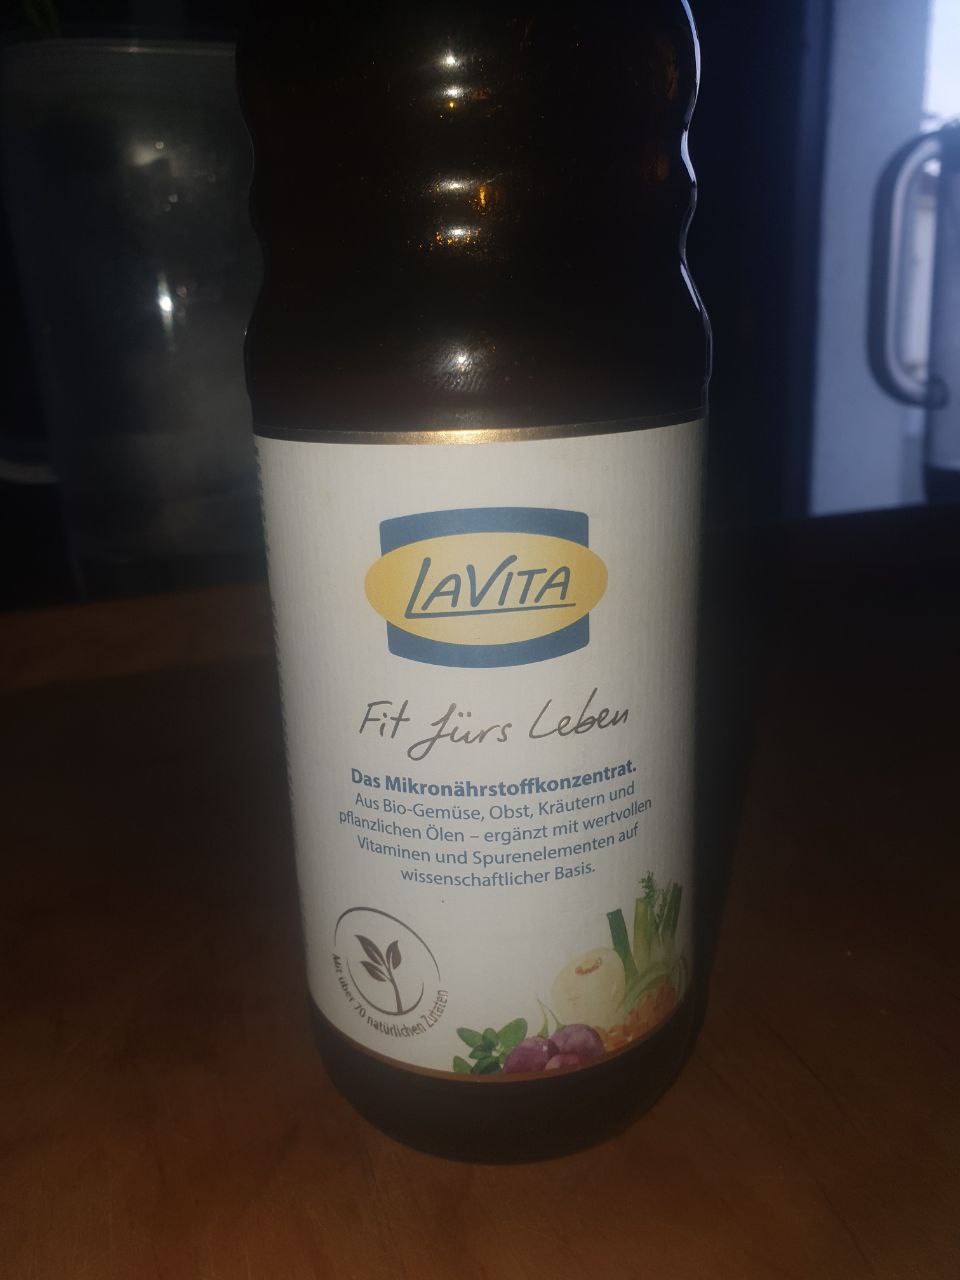 LAVITA
Fit fürs Leben
Das Mikronährstoffkonzentrat.
Aus Bio-Gemüse, Obst, Kräutern und
pflanzlichen Ölen – ergänzt mit wertvollen
Vitaminen und Spurenelementen auf
wissenschaftlicher Basis.
Mit über 70 natürlichen Zutaten